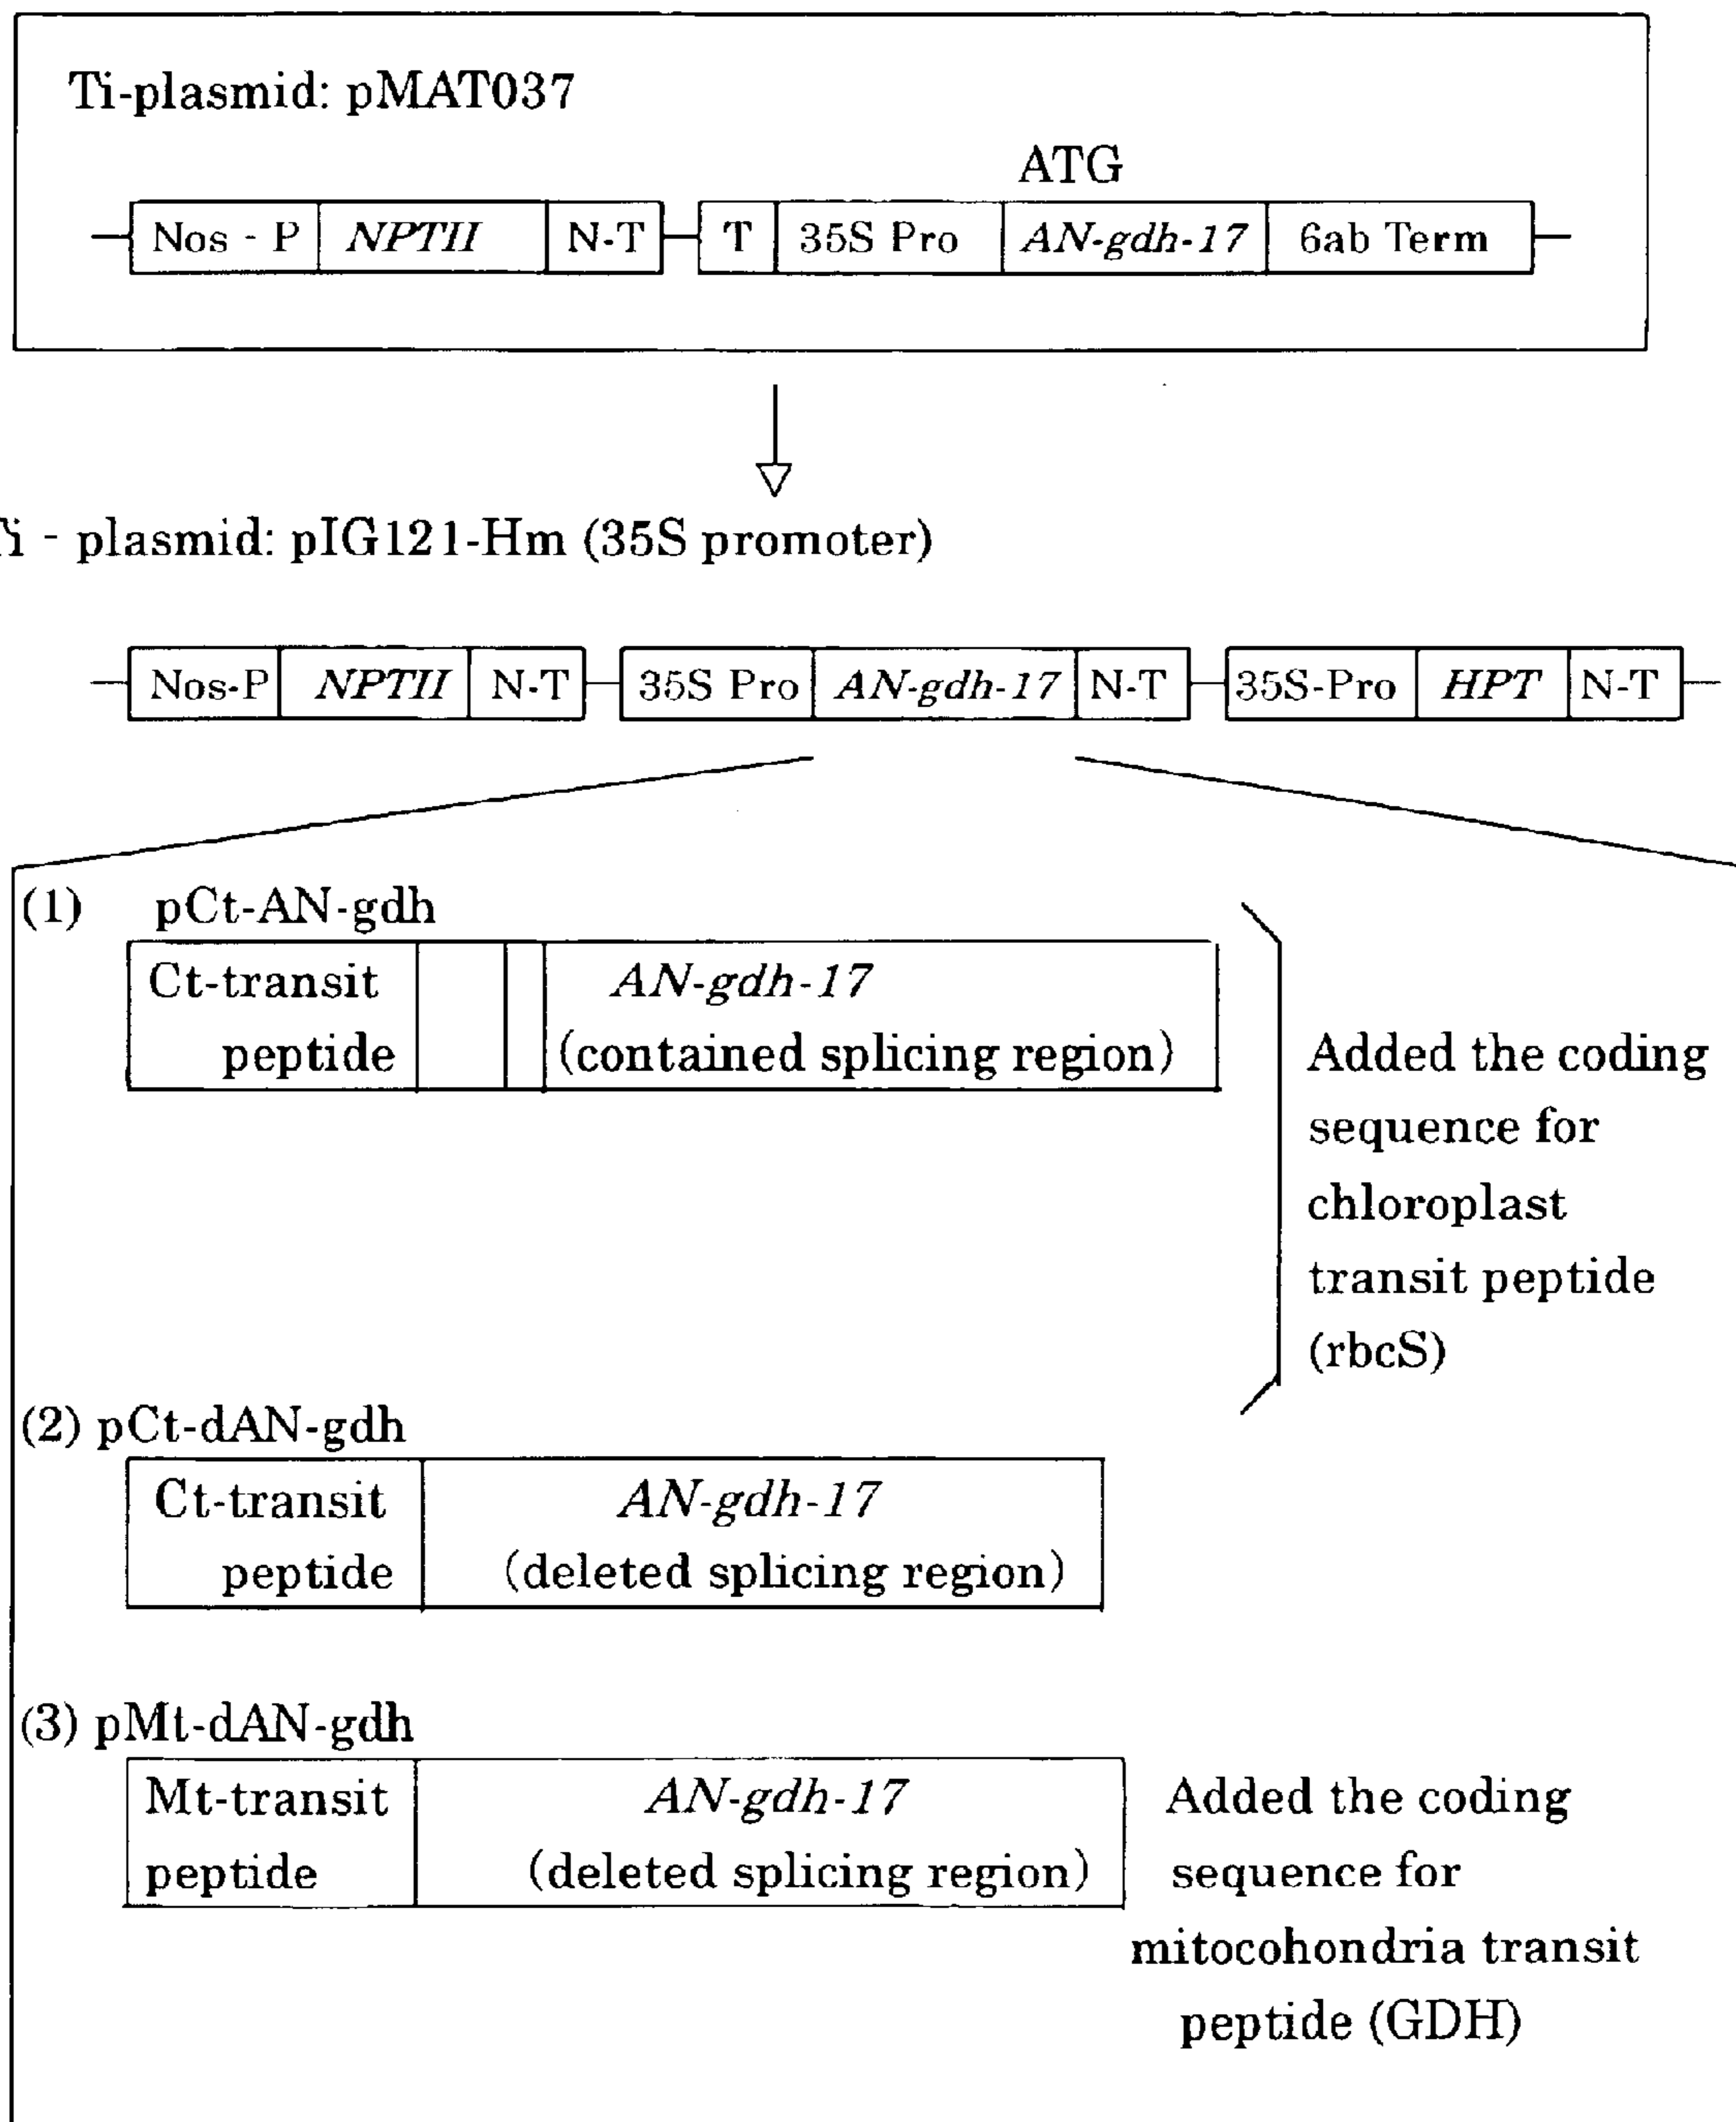 Ti-plasmid: pMAT037
ATG
Nos - P NPTII N-T T 35S Pro AN-gdh-17 6ab Term
Ti - plasmid: pIG121-Hm (35S promoter)
Nos-P NPTII N-T 35S Pro AN-gdh-17 N-T 35S-Pro HPT N-T
(1) pCt-AN-gdh
Ct-transit AN-gdh-17
peptide (contained splicing region)
Added the coding
sequence for
chloroplast
transit peptide
(rbcS)
(2) pCt-dAN-gdh
Ct-transit AN-gdh-17
peptide (deleted splicing region)
(3) pMt-dAN-gdh
Mt-transit AN-gdh-17
peptide (deleted splicing region)
Added the coding
sequence for
mitocohondria transit
peptide (GDH)